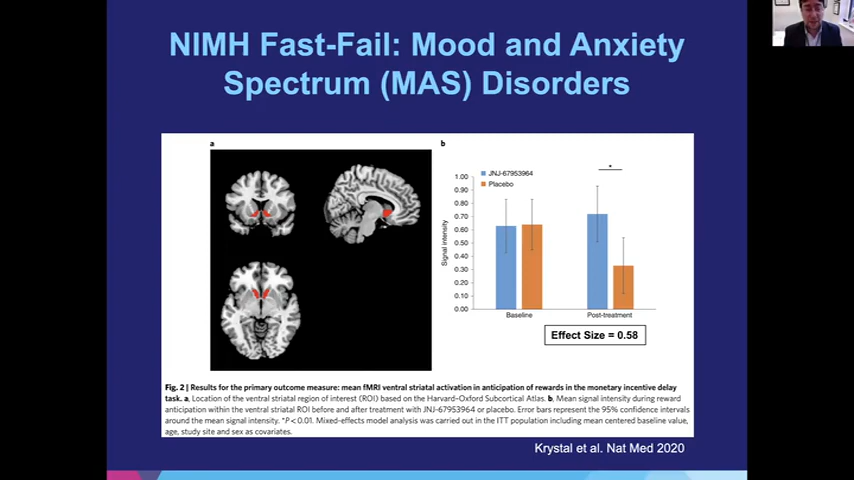 NIMH Fast-Fail: Mood and Anxiety
Spectrum (MAS) Disorders
a
b
JNJ-67953964
Placebo
*
1.00
0.90
0.80
0.70
0.60
0.50
0.40
0.30
0.20
0.10
0.00
Signal intensity
Baseline
Post-treatment
Effect Size = 0.58
Fig. 2 | Results for the primary outcome measure: mean fMRI ventral striatal activation in anticipation of rewards in the monetary incentive delay
task. a, Location of the ventral striatal region of interest (ROI) based on the Harvard–Oxford Subcortical Atlas. b, Mean signal intensity during reward
anticipation within the ventral striatal ROI before and after treatment with JNJ-67953964 or placebo. Error bars represent the 95% confidence intervals
around the mean signal intensity. *P < 0.01. Mixed-effects model analysis was carried out in the ITT population including mean centered baseline value,
age, study site and sex as covariates.
Krystal et al. Nat Med 2020